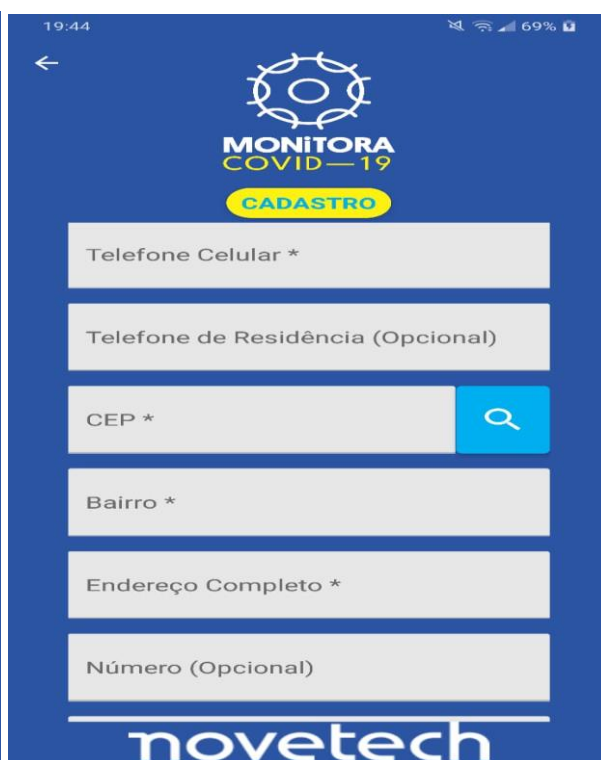 19:44
69%
MONiTORA
COVID—19
CADASTRO
Telefone Celular *
Telefone de Residência (Opcional)
CEP *
Bairro *
Endereço Completo *
Número (Opcional)
novetech